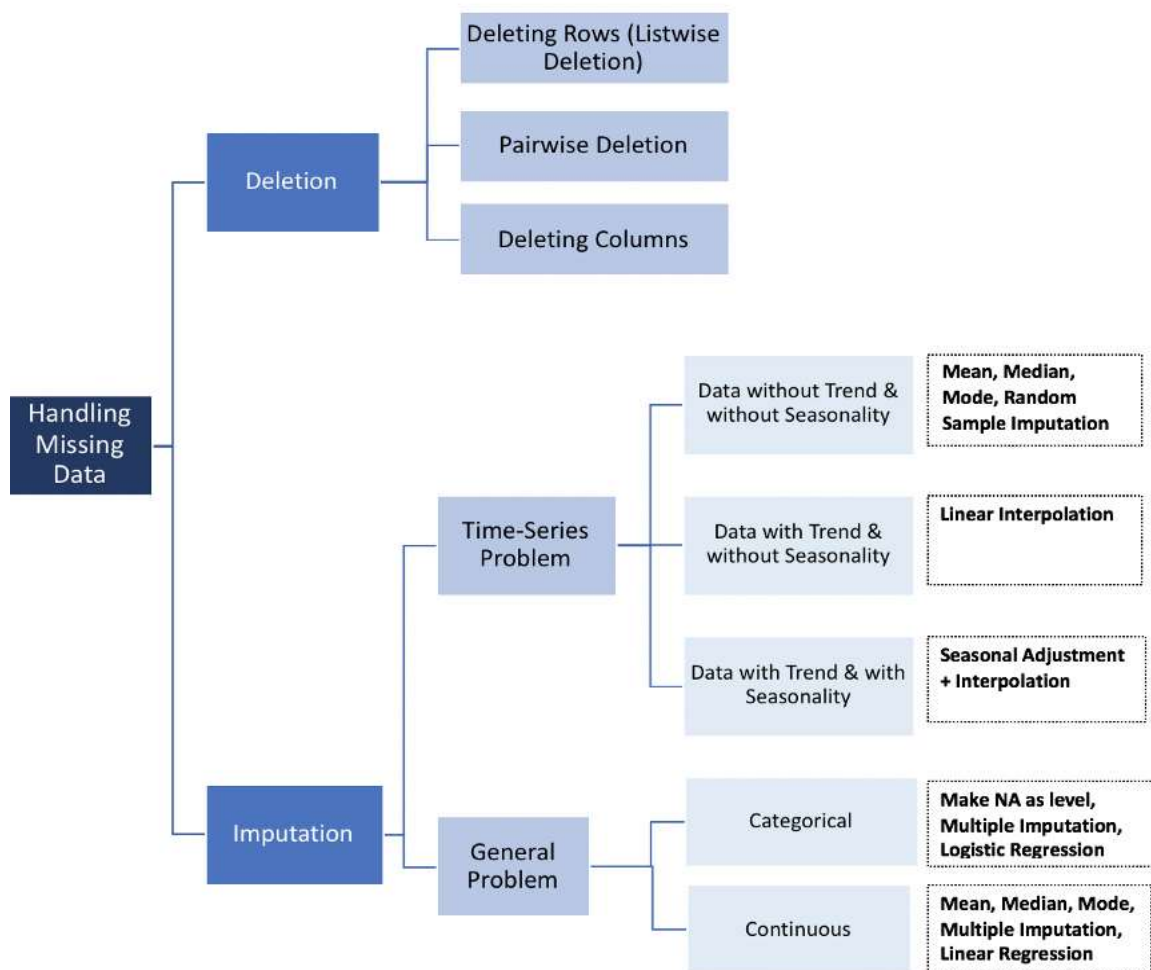 Deleting Rows (Listwise
Deletion)
Pairwise Deletion
Deletion
Deleting Columns
Handling
Missing
Data
Data without Trend &
without Seasonality
Mean, Median,
Mode, Random
Sample Imputation
Time-Series
Problem
Data with Trend &
without Seasonality
Linear Interpolation
Data with Trend & with
Seasonality
Seasonal Adjustment
+ Interpolation
Imputation
General
Problem
Categorical
Make NA as level,
Multiple Imputation,
Logistic Regression
Continuous
Mean, Median, Mode,
Multiple Imputation,
Linear Regression